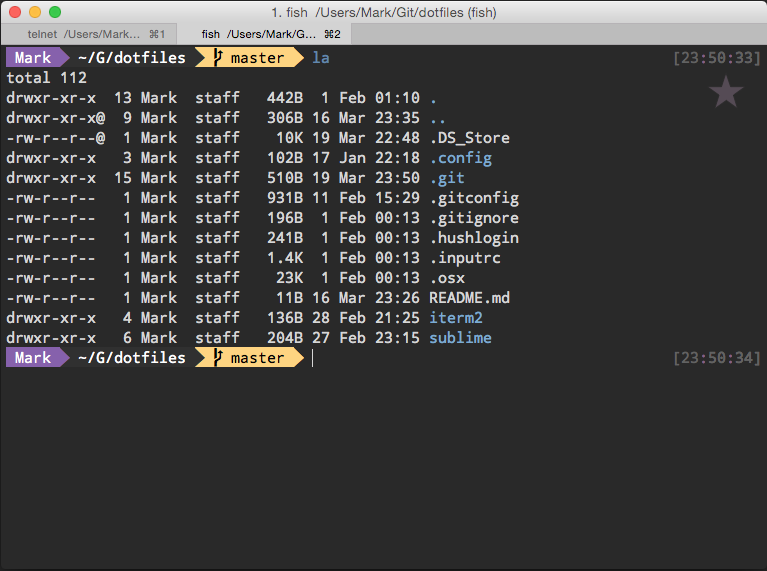 1. fish /Users/Mark/Git/dotfiles (fish)
telnet /Users/Mark... ⌘1 fish /Users/Mark/G... ⌘2
Mark ~/G/dotfiles master la [23:50:33]
total 112
drwxr-xr-x 13 Mark staff 442B 1 Feb 01:10 .
drwxr-xr-x@ 9 Mark staff 306B 16 Mar 23:35 ..
-rw-r--r--@ 1 Mark staff 10K 19 Mar 22:48 .DS_Store
drwxr-xr-x 3 Mark staff 102B 17 Jan 22:18 .config
drwxr-xr-x 15 Mark staff 510B 19 Mar 23:50 .git
-rw-r--r-- 1 Mark staff 931B 11 Feb 15:29 .gitconfig
-rw-r--r-- 1 Mark staff 196B 1 Feb 00:13 .gitignore
-rw-r--r-- 1 Mark staff 241B 1 Feb 00:13 .hushlogin
-rw-r--r-- 1 Mark staff 1.4K 1 Feb 00:13 .inputrc
-rw-r--r-- 1 Mark staff 23K 1 Feb 00:13 .osx
-rw-r--r-- 1 Mark staff 11B 16 Mar 23:26 README.md
drwxr-xr-x 4 Mark staff 136B 28 Feb 21:25 iterm2
drwxr-xr-x 6 Mark staff 204B 27 Feb 23:15 sublime
Mark ~/G/dotfiles master [23:50:34]